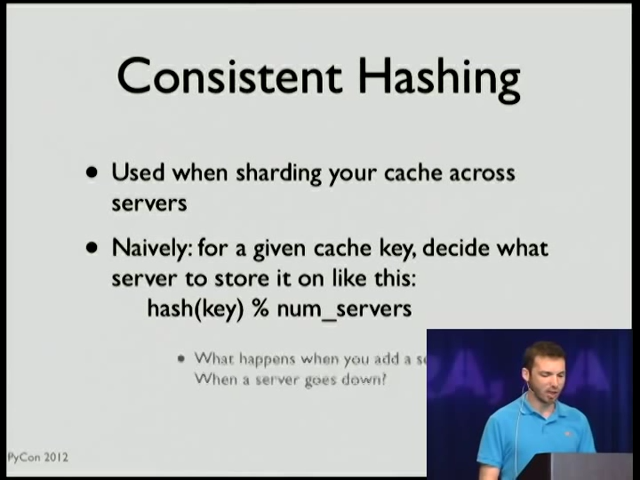 Consistent Hashing
• Used when sharding your cache across
servers
• Naively: for a given cache key, decide what
server to store it on like this:
hash(key) % num_servers
• What happens when you add a
When a server goes down?
PyCon 2012